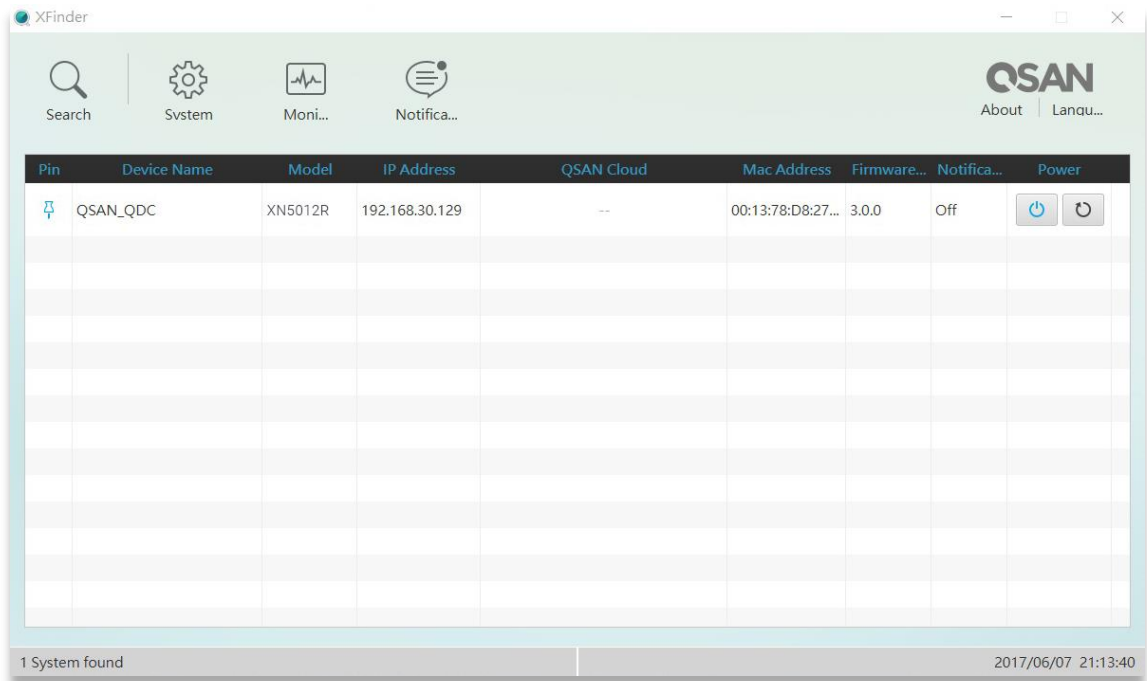 XFinder
QSAN
Search Svstem Moni... Notifica... About Langu...
Pin Device Name Model IP Address QSAN Cloud Mac Address Firmware... Notifica... Power
QSAN_QDC XN5012R 192.168.30.129 -- 00:13:78:D8:27... 3.0.0 Off
1 System found 2017/06/07 21:13:40